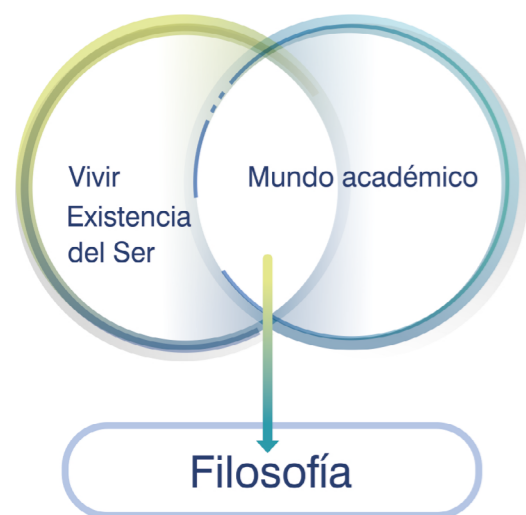 Vivir
Existencia
del Ser
Mundo académico
Filosofía